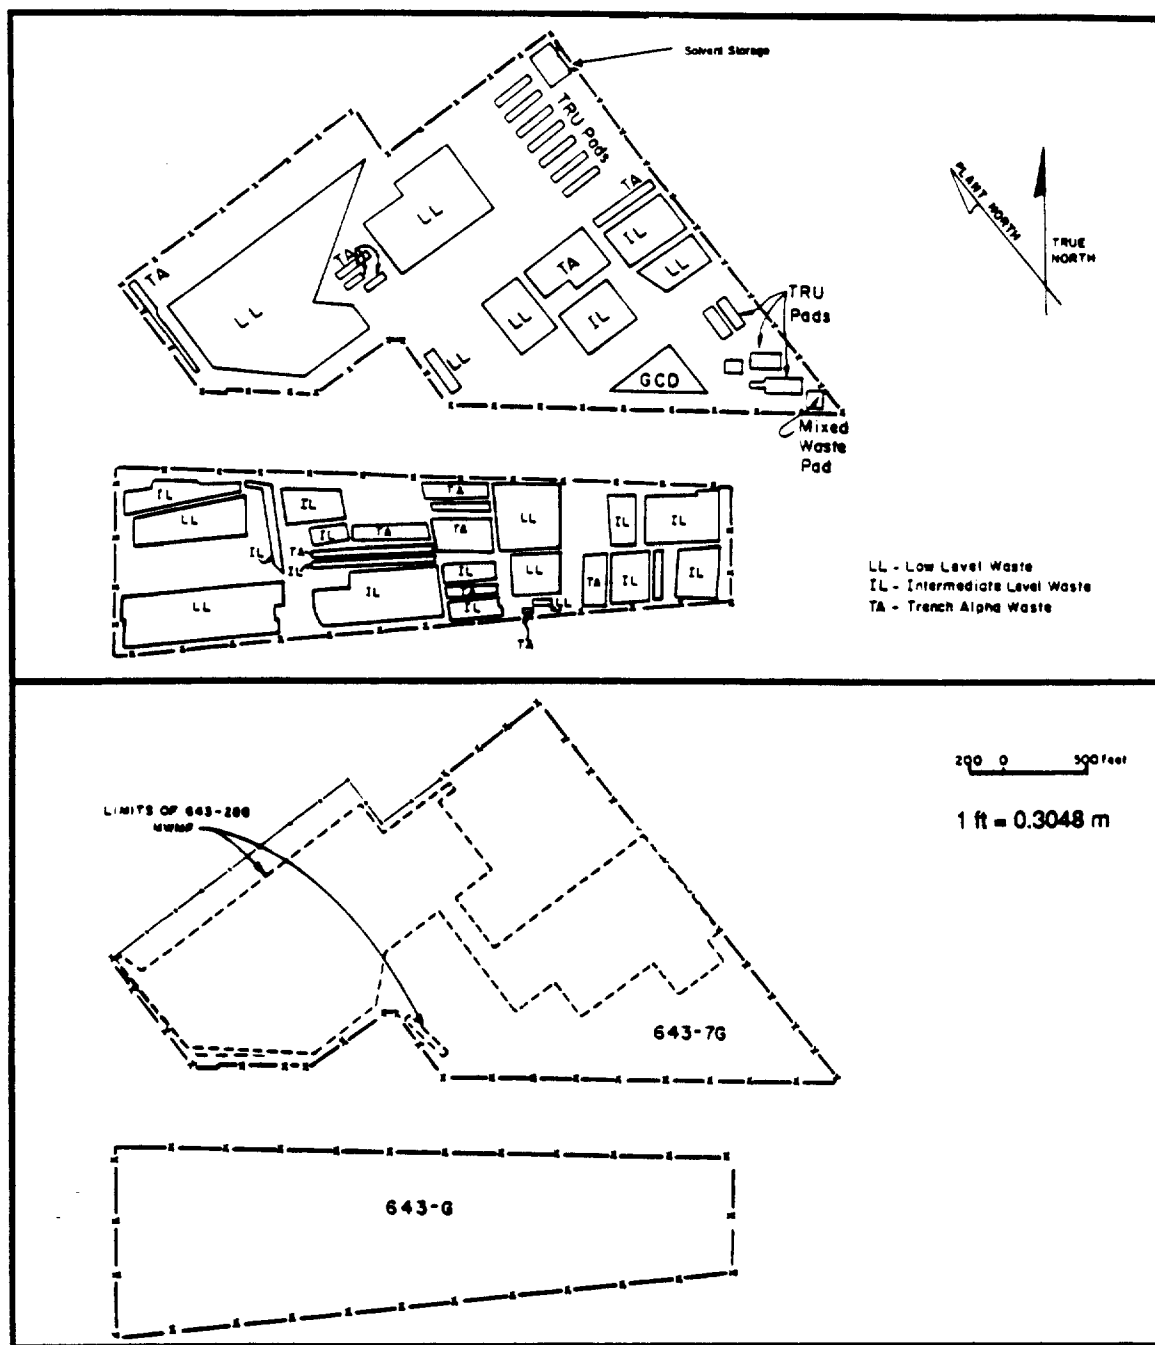 Solvent Storage
TRU Pads
TA
LL
IL
LL
TA
TA
LL
TA
LL
IL
LL
TRU
Pads
GCD
Mixed
Waste
Pad
PLANT NORTH
TRUE
NORTH
IL
LL
IL
IL
IL
TA
TA
IL
IL
TA
TA
LL
IL
IL
LL
IL
LL
TA
IL
IL
IL
LL
TA
LL - Low Level Waste
IL - Intermediate Level Waste
TA - Trench Alpha Waste
200 0 500 feet
1 ft = 0.3048 m
LIMITS OF 643-28G
MWMF
643-7G
643-G